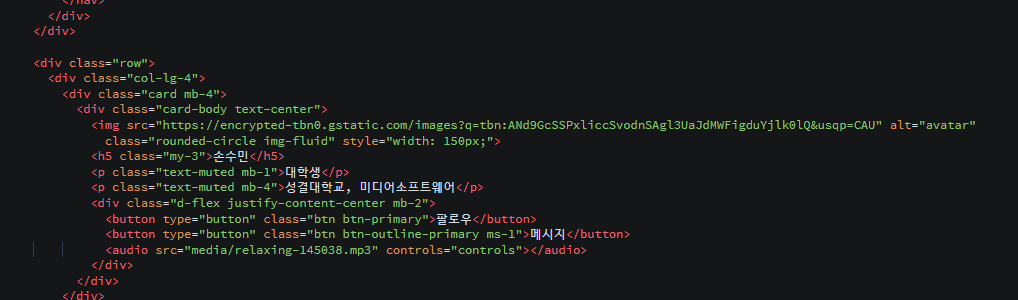 </nav>
</div>
</div>
<div class="row">
<div class="col-lg-4">
<div class="card mb-4">
<div class="card-body text-center">
<img src="https://encrypted-tbn0.gstatic.com/images?q=tbn:ANd9GcSSPxliccSvodnSAgl3UaJdMWFigduYjlk0lQ&usqp=CAU" alt="avatar"
class="rounded-circle img-fluid" style="width: 150px;">
<h5 class="my-3">손수민</h5>
<p class="text-muted mb-1">대학생</p>
<p class="text-muted mb-4">성결대학교, 미디어소프트웨어</p>
<div class="d-flex justify-content-center mb-2">
<button type="button" class="btn btn-primary">팔로우</button>
<button type="button" class="btn btn-outline-primary ms-1">메시지</button>
<audio src="media/relaxing-145038.mp3" controls="controls"></audio>
</div>
</div>
</div>